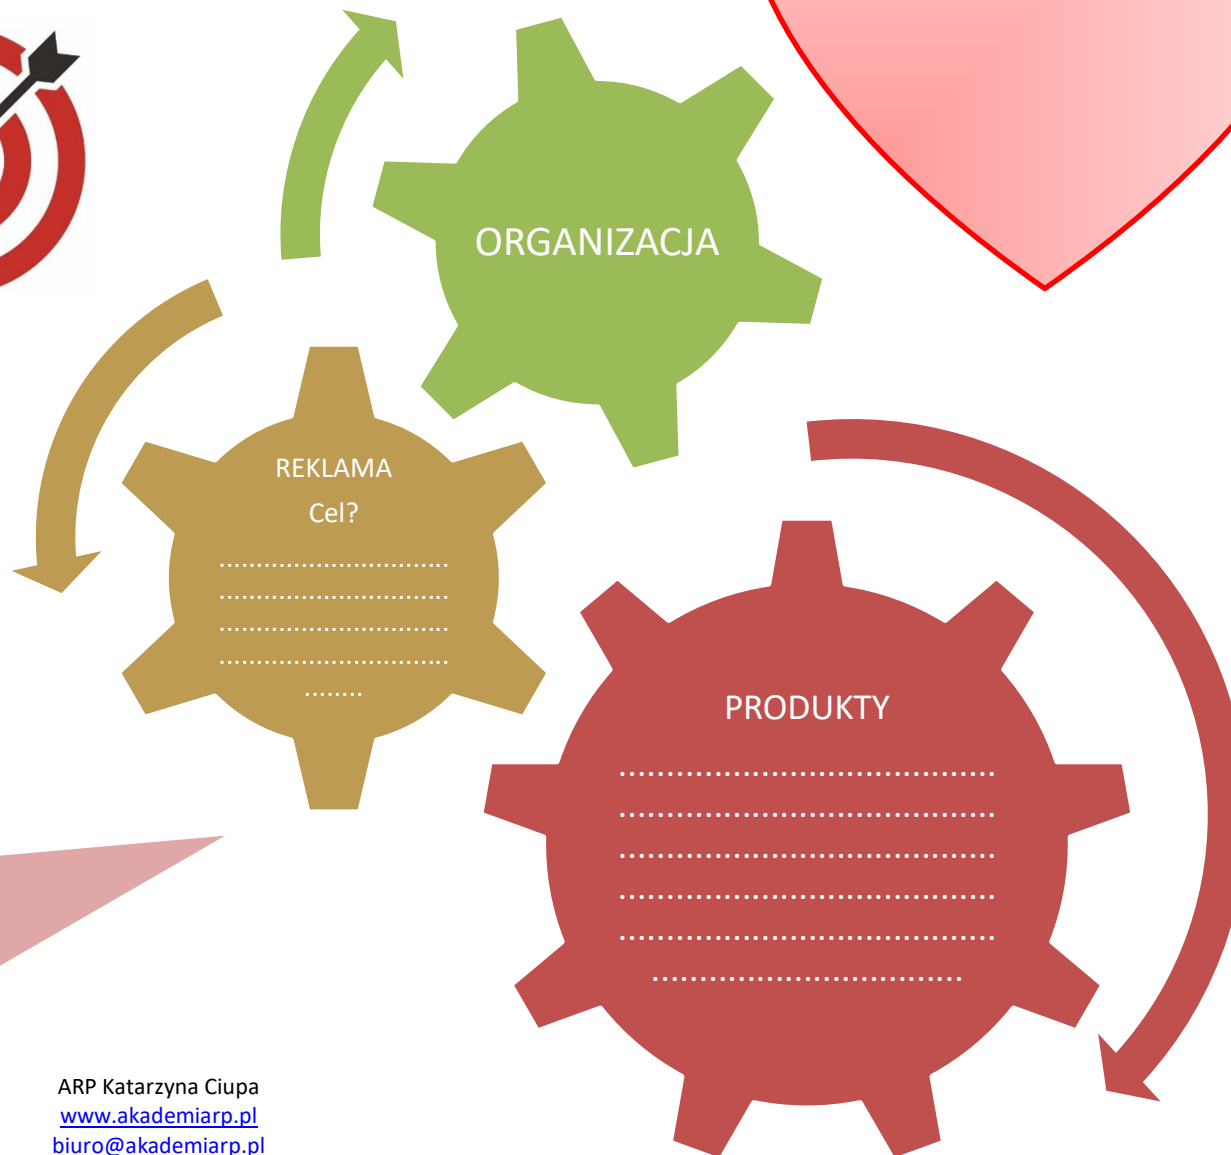 ORGANIZACJA
REKLAMA
Cel?
...............................
...............................
...............................
...............................
........
PRODUKTY
.......................................
.......................................
.......................................
.......................................
.......................................
................................
ARP Katarzyna Ciupa
www.akademiarp.pl
biuro@akademiarp.pl